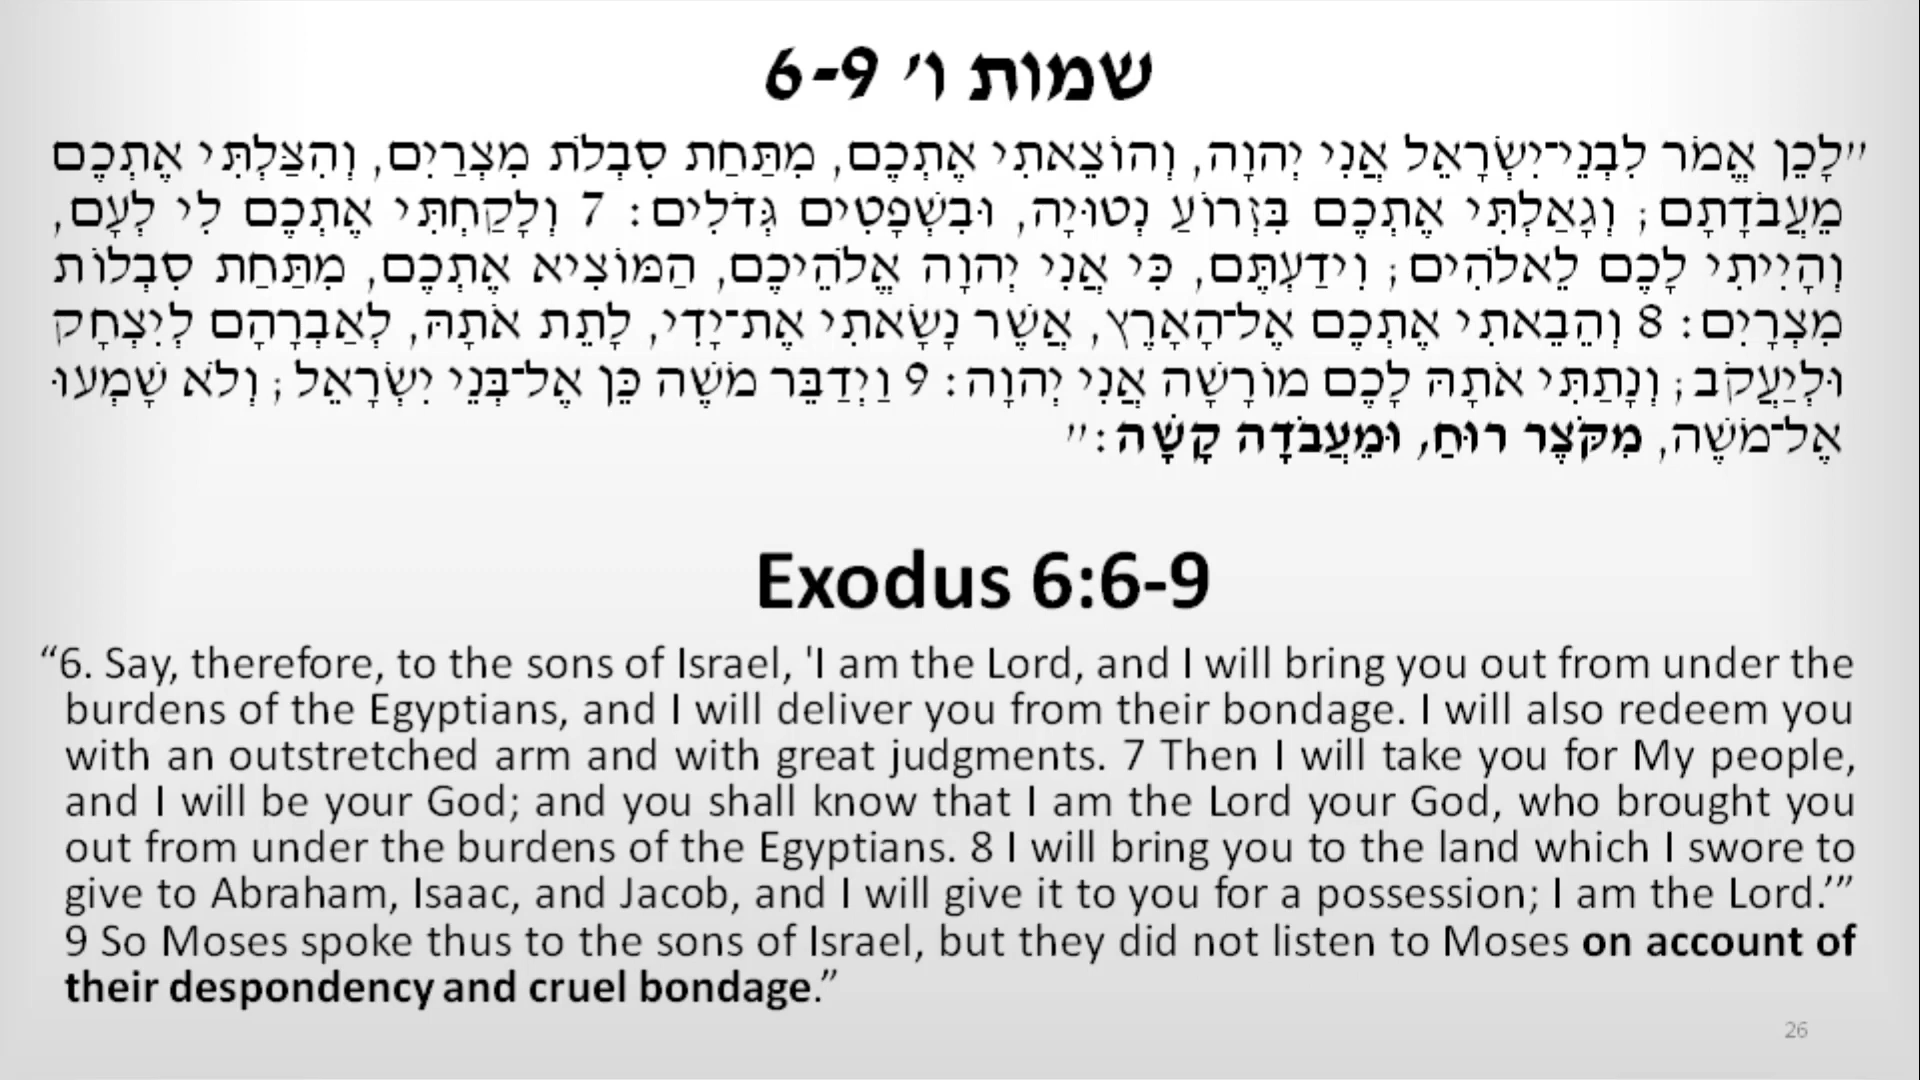 שמות ו׳ 6-9
״לָכֵן אֱמֹר לִבְנֵי־יִשְׂרָאֵל אֲנִי יְהוָה, וְהוֹצֵאתִי אֶתְכֶם, מִתַּחַת סִבְלֹת מִצְרַיִם, וְהִצַּלְתִּי אֶתְכֶם
מֵעֲבֹדָתָם; וְגָאַלְתִּי אֶתְכֶם בִּזְרוֹעַ נְטוּיָה, וּבִשְׁפָטִים גְּדֹלִים: 7 וְלָקַחְתִּי אֶתְכֶם לִי לְעָם,
וְהָיִיתִי לָכֶם לֵאלֹהִים; וִידַעְתֶּם, כִּי אֲנִי יְהוָה אֱלֹהֵיכֶם, הַמּוֹצִיא אֶתְכֶם, מִתַּחַת סִבְלוֹת
מִצְרָיִם: 8 וְהֵבֵאתִי אֶתְכֶם אֶל־הָאָרֶץ, אֲשֶׁר נָשָׂאתִי אֶת־יָדִי, לָתֵת אֹתָהּ, לְאַבְרָהָם לְיִצְחָק
וּלְיַעֲקֹב; וְנָתַתִּי אֹתָהּ לָכֶם מוֹרָשָׁה אֲנִי יְהוָה: 9 וַיְדַבֵּר מֹשֶׁה כֵּן אֶל־בְּנֵי יִשְׂרָאֵל; וְלֹא שָׁמְעוּ
אֶל־מֹשֶׁה, מִקֹּצֶר רוּחַ, וּמֵעֲבֹדָה קָשָׁה:״
Exodus 6:6-9
“6. Say, therefore, to the sons of Israel, 'I am the Lord, and I will bring you out from under the
burdens of the Egyptians, and I will deliver you from their bondage. I will also redeem you
with an outstretched arm and with great judgments. 7 Then I will take you for My people,
and I will be your God; and you shall know that I am the Lord your God, who brought you
out from under the burdens of the Egyptians. 8 I will bring you to the land which I swore to
give to Abraham, Isaac, and Jacob, and I will give it to you for a possession; I am the Lord.’”
9 So Moses spoke thus to the sons of Israel, but they did not listen to Moses on account of
their despondency and cruel bondage.”
26